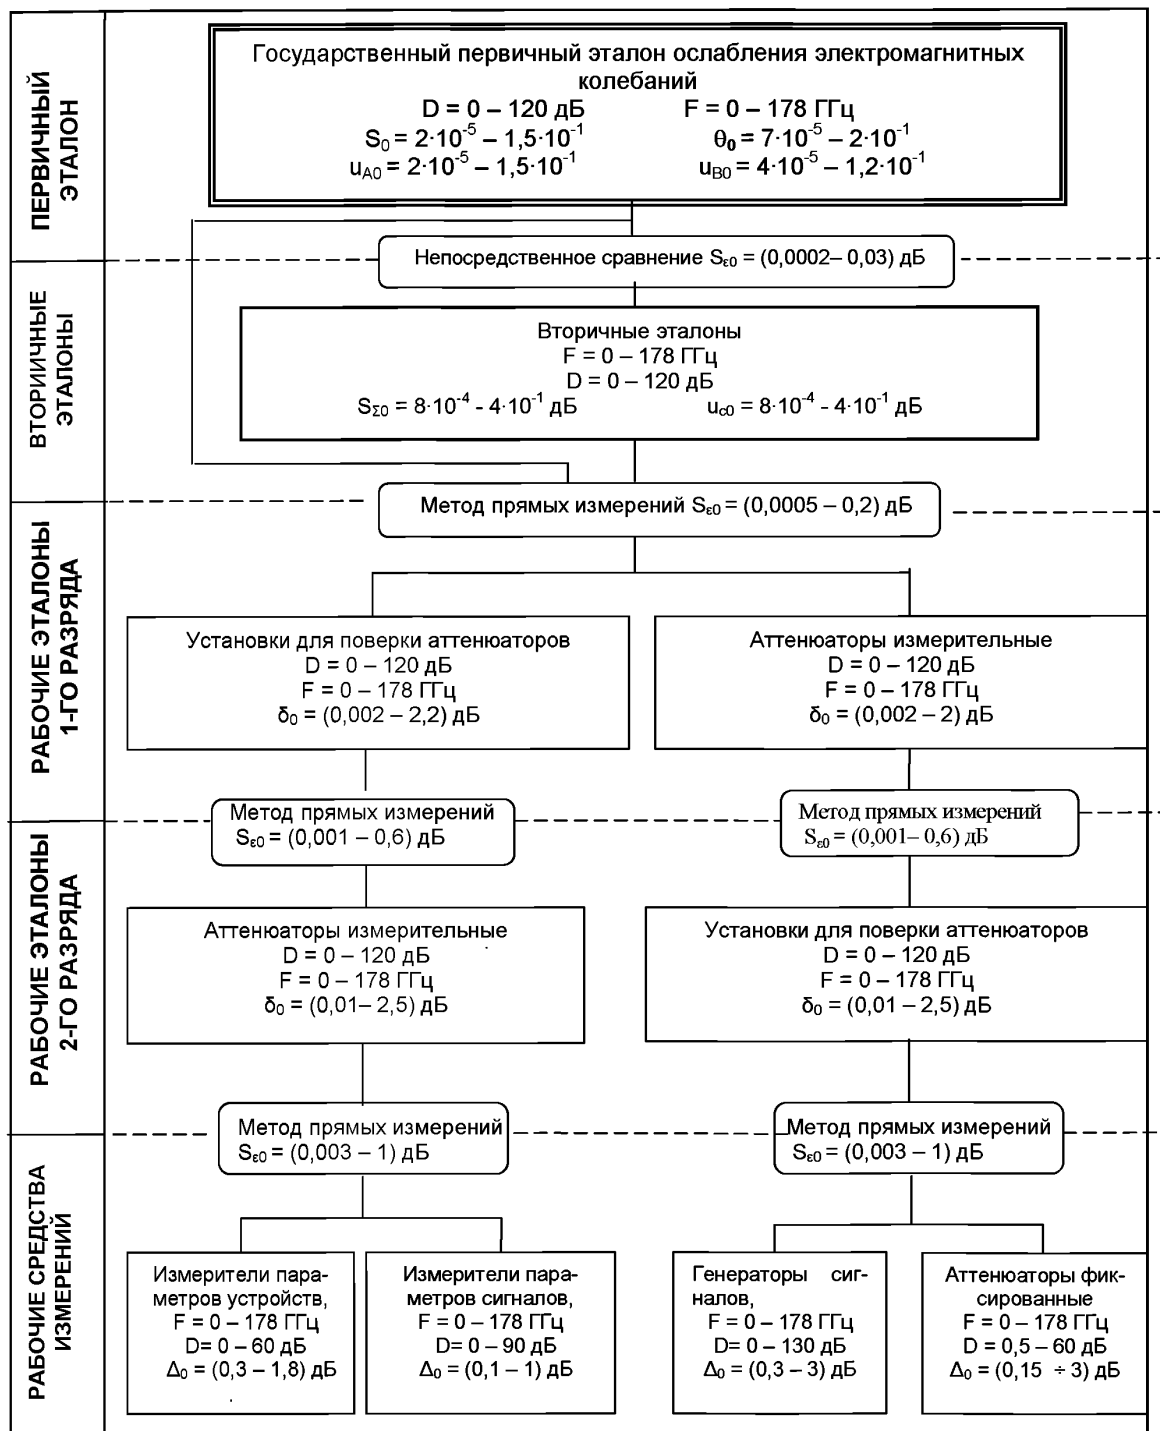 ПЕРВИЧНЫЙ
ЭТАЛОН
Государственный первичный эталон ослабления электромагнитных
колебаний
D = 0 – 120 дБ F = 0 – 178 ГГц
S₀ = 2·10⁻⁵ – 1,5·10⁻¹ θ₀ = 7·10⁻⁵ – 2·10⁻¹
u_A0 = 2·10⁻⁵ – 1,5·10⁻¹ u_B0 = 4·10⁻⁵ – 1,2·10⁻¹
Непосредственное сравнение S_ε0 = (0,0002– 0,03) дБ
ВТОРИИЧНЫЕ
ЭТАЛОНЫ
Вторичные эталоны
F = 0 – 178 ГГц
D = 0 – 120 дБ
S_Σ0 = 8·10⁻⁴ - 4·10⁻¹ дБ u_c0 = 8·10⁻⁴ - 4·10⁻¹ дБ
Метод прямых измерений S_ε0 = (0,0005 – 0,2) дБ
РАБОЧИЕ ЭТАЛОНЫ
1-ГО РАЗРЯДА
Установки для поверки аттенюаторов
D = 0 – 120 дБ
F = 0 – 178 ГГц
δ₀ = (0,002 – 2,2) дБ
Аттенюаторы измерительные
D = 0 – 120 дБ
F = 0 – 178 ГГц
δ₀ = (0,002 – 2) дБ
Метод прямых измерений
S_ε0 = (0,001 – 0,6) дБ
Метод прямых измерений
S_ε0 = (0,001– 0,6) дБ
РАБОЧИЕ ЭТАЛОНЫ
2-ГО РАЗРЯДА
Аттенюаторы измерительные
D = 0 – 120 дБ
F = 0 – 178 ГГц
δ₀ = (0,01– 2,5) дБ
Установки для поверки аттенюаторов
D = 0 – 120 дБ
F = 0 – 178 ГГц
δ₀ = (0,01 – 2,5) дБ
Метод прямых измерений
S_ε0 = (0,003 – 1) дБ
Метод прямых измерений
S_ε0 = (0,003 – 1) дБ
РАБОЧИЕ СРЕДСТВА
ИЗМЕРЕНИЙ
Измерители пара-
метров устройств,
F = 0 – 178 ГГц
D= 0 – 60 дБ
Δ₀ = (0,3 – 1,8) дБ
Измерители пара-
метров сигналов,
F = 0 – 178 ГГц
D= 0 – 90 дБ
Δ₀ = (0,1 – 1) дБ
Генераторы сиг-
налов,
F = 0 – 178 ГГц
D= 0 – 130 дБ
Δ₀ = (0,3 – 3) дБ
Аттенюаторы фик-
сированные
F = 0 – 178 ГГц
D = 0,5 – 60 дБ
Δ₀ = (0,15 ÷ 3) дБ